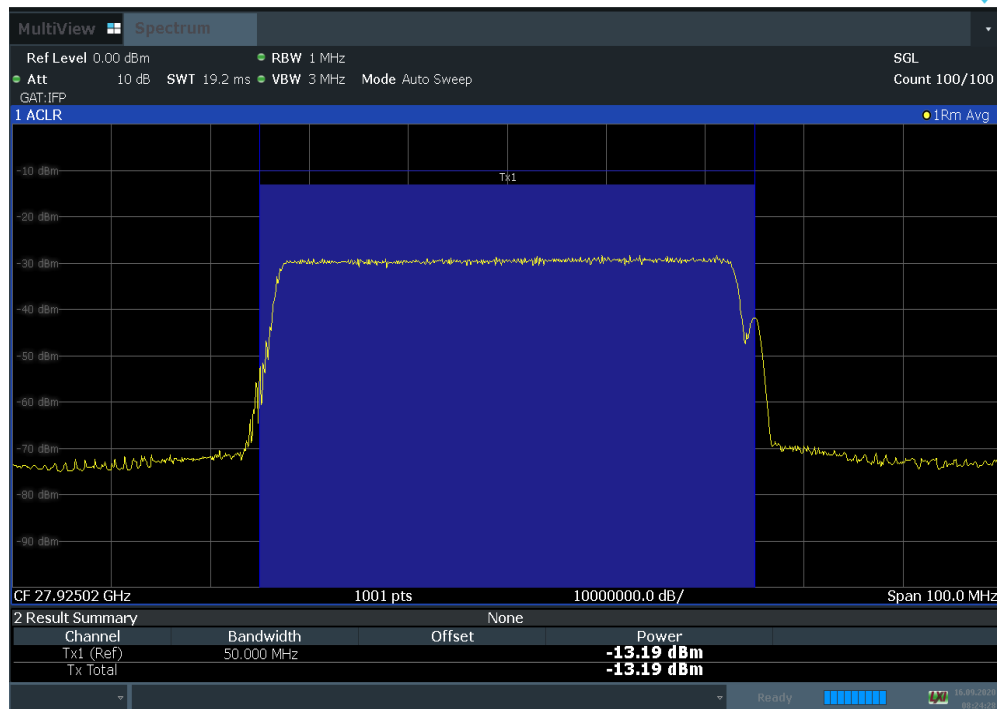 MultiView Spectrum
Ref Level 0.00 dBm RBW 1 MHz SGL
Att 10 dB SWT 19.2 ms VBW 3 MHz Mode Auto Sweep Count 100/100
GAT:IFP
1 ACLR 1Rm Avg
-10 dBm
Tx1
-20 dBm
-30 dBm
-40 dBm
-50 dBm
-60 dBm
-70 dBm
-80 dBm
-90 dBm
CF 27.92502 GHz 1001 pts 10000000.0 dB/ Span 100.0 MHz
2 Result Summary None
Channel Bandwidth Offset Power
Tx1 (Ref) 50.000 MHz -13.19 dBm
Tx Total -13.19 dBm
Ready 16.09.2020